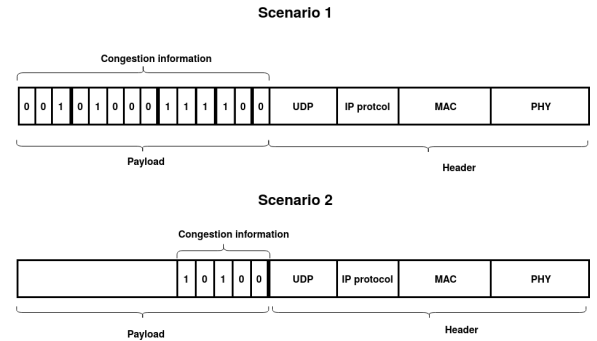 Scenario 1
Congestion information
0 0 1 0 1 0 0 0 1 1 1 1 0 0 UDP IP protcol MAC PHY
Payload
Header
Scenario 2
Congestion information
1 0 1 0 0 UDP IP protocol MAC PHY
Payload
Header